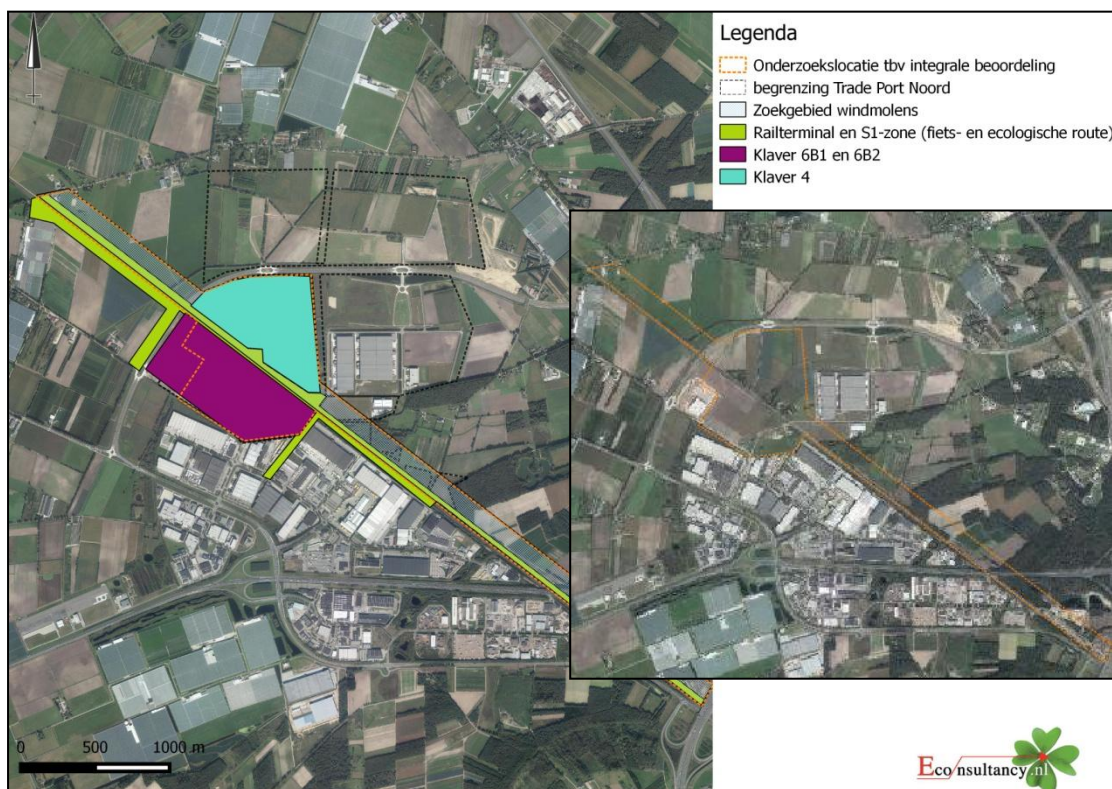 Legenda
Onderzoekslocatie tbv integrale beoordeling
begrenzing Trade Port Noord
Zoekgebied windmolens
Railterminal en S1-zone (fiets- en ecologische route)
Klaver 6B1 en 6B2
Klaver 4
0 500 1000 m
Econsultancy.nl